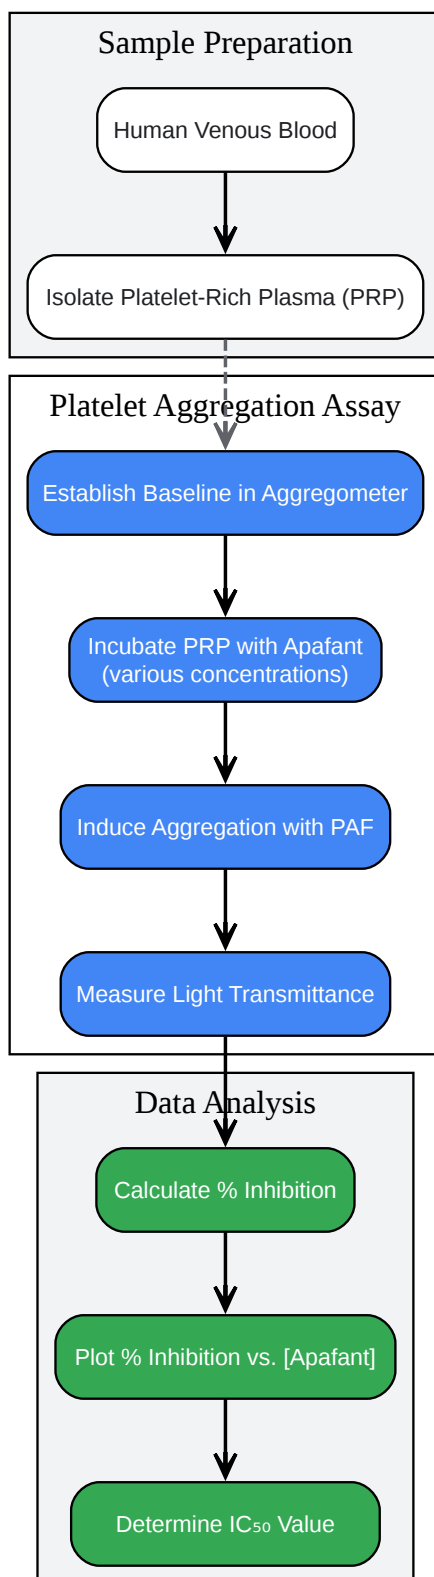 Sample Preparation
Human Venous Blood
Isolate Platelet-Rich Plasma (PRP)
Platelet Aggregation Assay
Establish Baseline in Aggregometer
Incubate PRP with Apafant
(various concentrations)
Induce Aggregation with PAF
Measure Light Transmittance
Data Analysis
Calculate % Inhibition
Plot % Inhibition vs. [Apafant]
Determine IC₅₀ Value